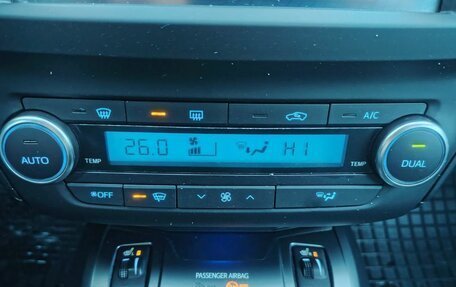 A/C
AUTO
TEMP
26.0
HI
TEMP
DUAL
OFF
PASSENGER AIRBAG